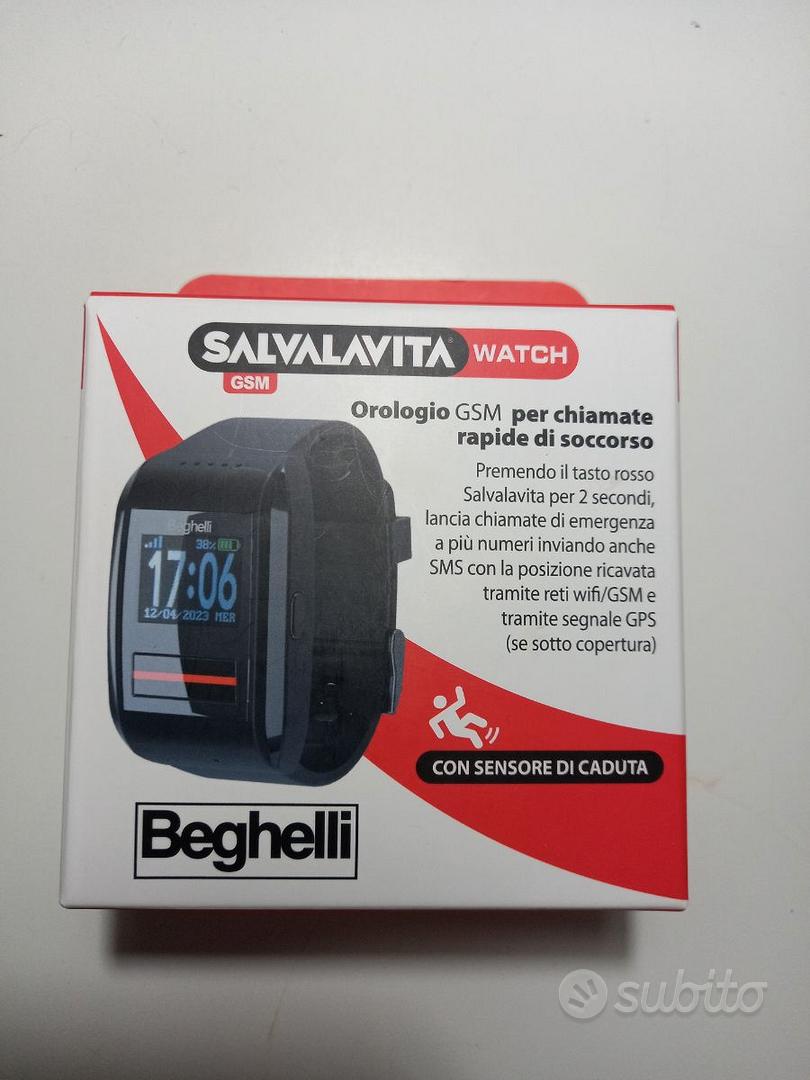 SALVALAVITA® WATCH
GSM
Orologio GSM per chiamate
rapide di soccorso
Premendo il tasto rosso
Salvalavita per 2 secondi,
lancia chiamate di emergenza
a più numeri inviando anche
SMS con la posizione ricavata
tramite reti wifi/GSM e
tramite segnale GPS
(se sotto copertura)
Beghelli
38%
17:06
12/04/2023 MER
CON SENSORE DI CADUTA
Beghelli
subito